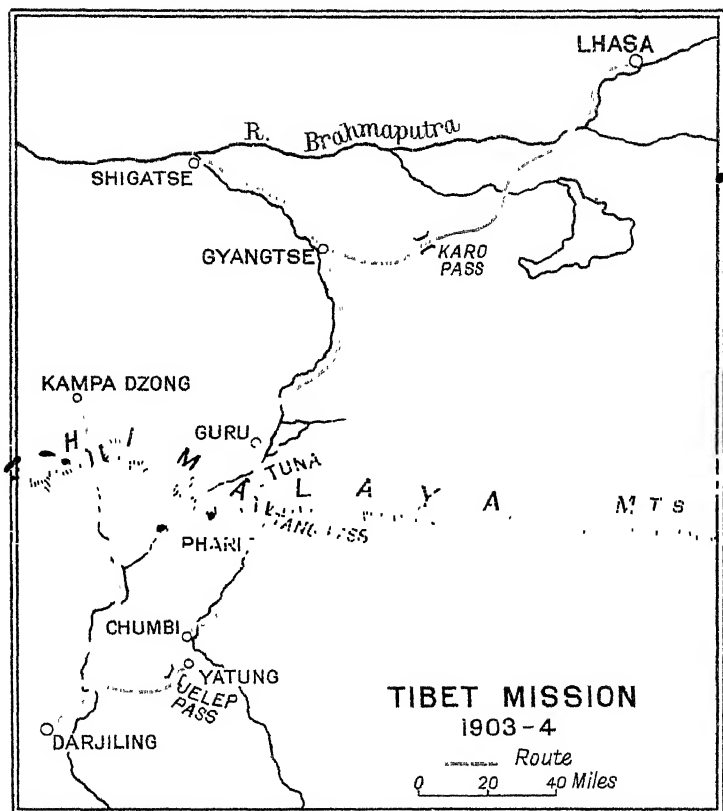 LHASA
R. Brahmaputra
SHIGATSE
GYANGTSE
KARO
PASS
KAMPA DZONG
GURU
TUNA
HIMALAYA MTS
PHARI
CHUMBI
YATUNG
JELEP
PASS
DARJILING
TIBET MISSION
1903-4
Route
0 20 40 Miles